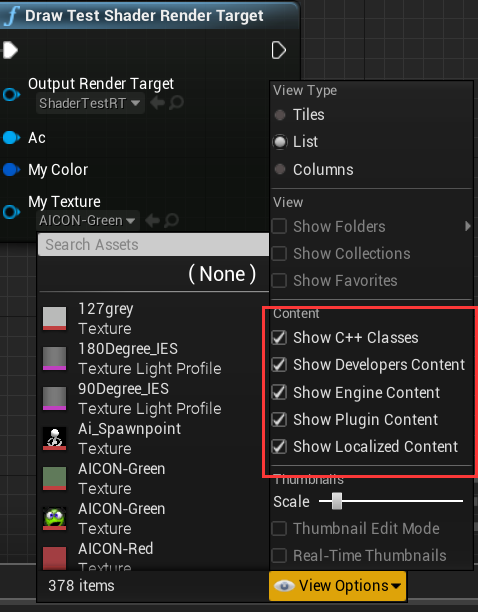 f Draw Test Shader Render Target
Output Render Target
ShaderTestRT
Ac
My Color
My Texture
AICON-Green
Search Assets
( None )
127grey
Texture
180Degree_IES
Texture Light Profile
90Degree_IES
Texture Light Profile
Ai_Spawnpoint
Texture
AICON-Green
Texture
AICON-Green
Texture
AICON-Red
Texture
378 items
View Type
Tiles
List
Columns
View
Show Folders
Show Collections
Show Favorites
Content
Show C++ Classes
Show Developers Content
Show Engine Content
Show Plugin Content
Show Localized Content
Thumbnails
Scale
Thumbnail Edit Mode
Real-Time Thumbnails
View Options